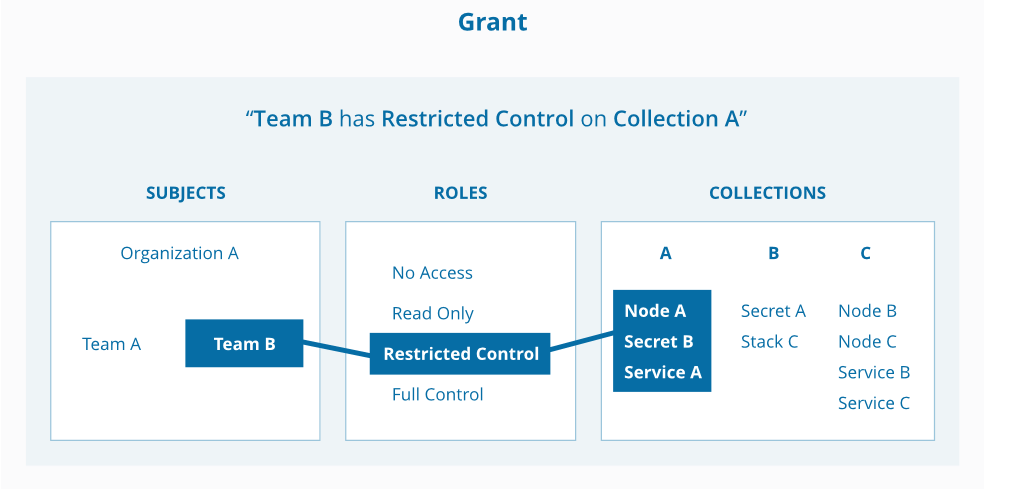 Grant
“Team B has Restricted Control on Collection A”
SUBJECTS
Organization A
Team A
Team B
ROLES
No Access
Read Only
Restricted Control
Full Control
COLLECTIONS
A
Node A
Secret B
Service A
B
Secret A
Stack C
C
Node B
Node C
Service B
Service C